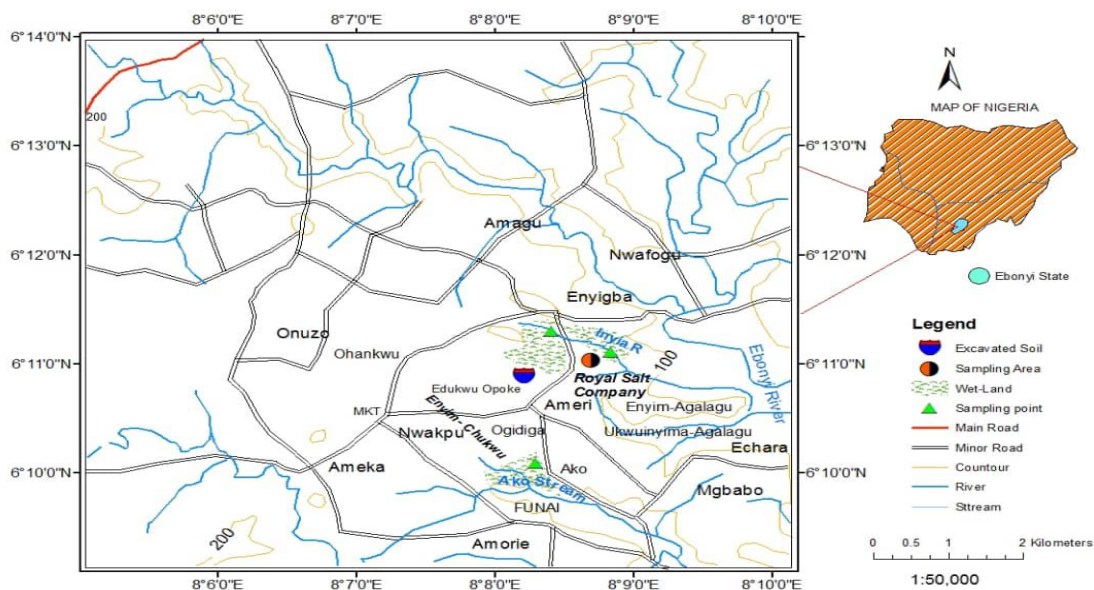 8°6'0"E 8°7'0"E 8°8'0"E 8°9'0"E 8°10'0"E
6°14'0"N
6°14'0"N
200
6°13'0"N
6°13'0"N
Amagu
6°12'0"N
6°12'0"N
Nwafogu
Enyigba
Onuzo
Inyia R
Ohankwu
6°11'0"N
6°11'0"N
100
Ebonyi River
Royal Salt
Company
Edukwu Opoke
Enyim- Chukwu
MKT
Ameri
Enyim-Agalagu
Nwakpu
Ogidiga
Ukwuinyima-Agalagu
Echara
6°10'0"N
6°10'0"N
Ameka
Ako
Ako Stream
Mgbabo
FUNAI
200
Amorie
8°6'0"E 8°7'0"E 8°8'0"E 8°9'0"E 8°10'0"E
N
MAP OF NIGERIA
Ebonyi State
Legend
Excavated Soil
Sampling Area
Wet-Land
Sampling point
Main Road
Minor Road
Countour
River
Sttream
0 0.5 1 2 Kilometers
1:50,000